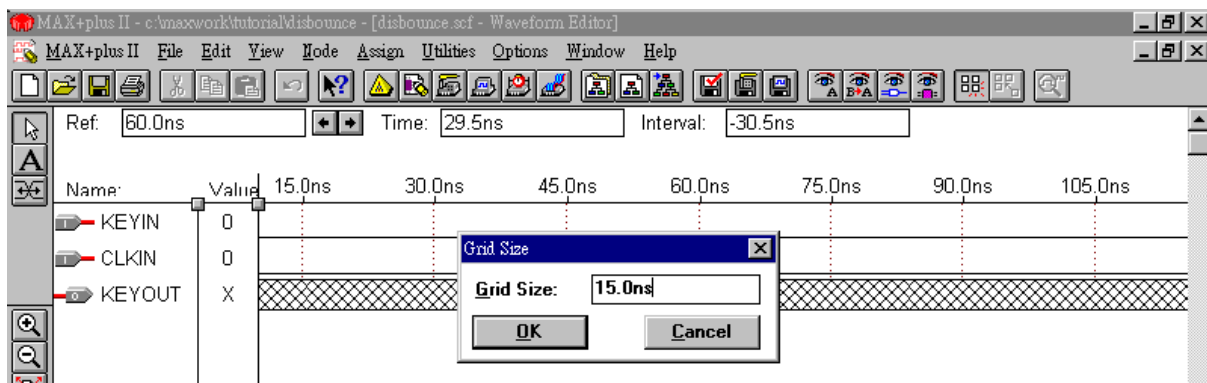 MAX+plus II - c:\maxwork\tutorial\disbounce - [disbounce.scf - Waveform Editor]
MAX+plus II File Edit View Node Assign Utilities Options Window Help
Ref: 60.0ns Time: 29.5ns Interval: -30.5ns
A
Name: Value 15.0ns 30.0ns 45.0ns 60.0ns 75.0ns 90.0ns 105.0ns
KEYIN 0
CLKIN 0
KEYOUT X
Grid Size
Grid Size: 15.0ns
OK Cancel